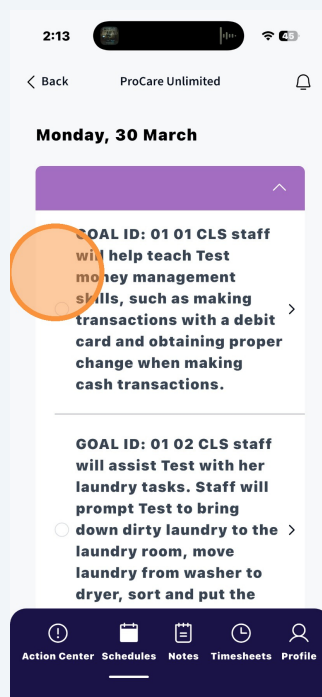 2:13
45
Back
ProCare Unlimited
Monday, 30 March
GOAL ID: 01 01 CLS staff
will help teach Test
money management
skills, such as making
transactions with a debit
card and obtaining proper
change when making
cash transactions.
GOAL ID: 01 02 CLS staff
will assist Test with her
laundry tasks. Staff will
prompt Test to bring
down dirty laundry to the
laundry room, move
laundry from washer to
dryer, sort and put the
Action Center Schedules Notes Timesheets Profile